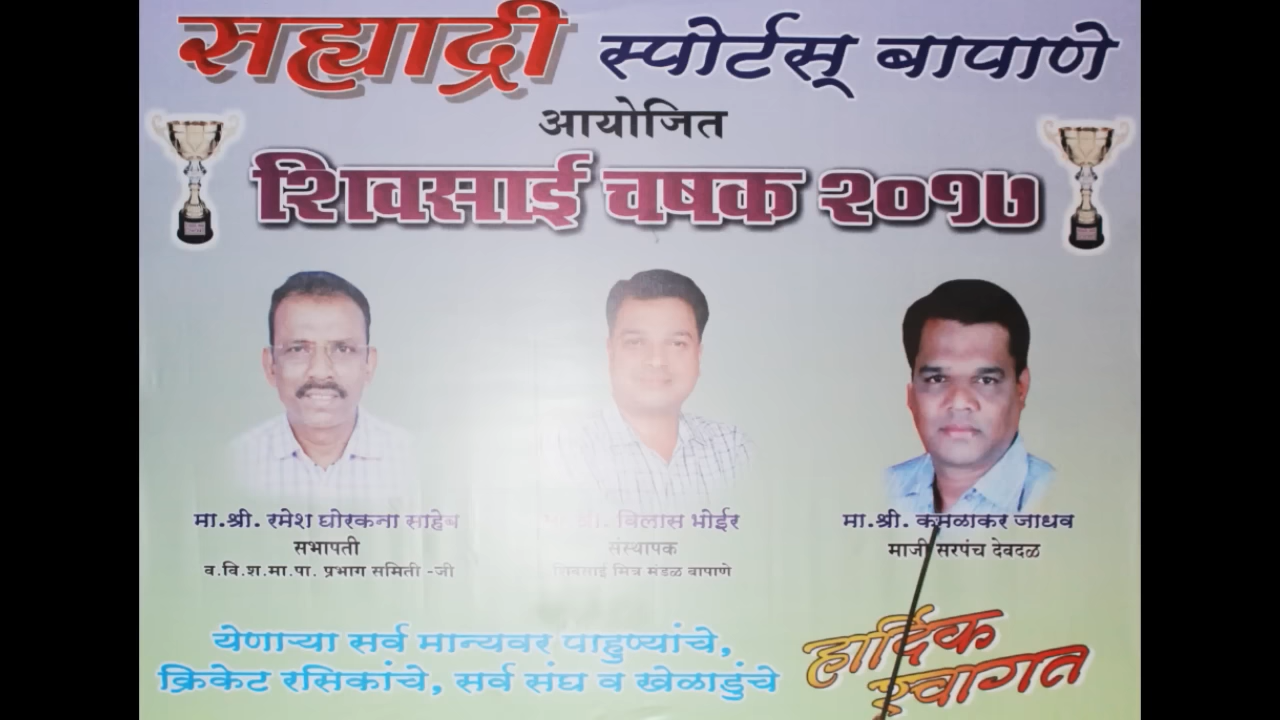 सह्याद्री स्पोर्टस् बापाणे
आयोजित
शिवसाई चषक २०१७
मा.श्री. रमेश घोरकना साहेब
सभापती
व.वि.श.मा.पा. प्रभाग समिती -जी
विलास भोईर
संस्थापक
शिवसाई मित्र मंडळ बापाणे
मा.श्री. कमळाकर जाधव
माजी सरपंच देवदळ
येणाऱ्या सर्व मान्यवर पाहुण्यांचे,
क्रिकेट रसिकांचे, सर्व संघ व खेळाडुंचे
हार्दिक
स्वागत